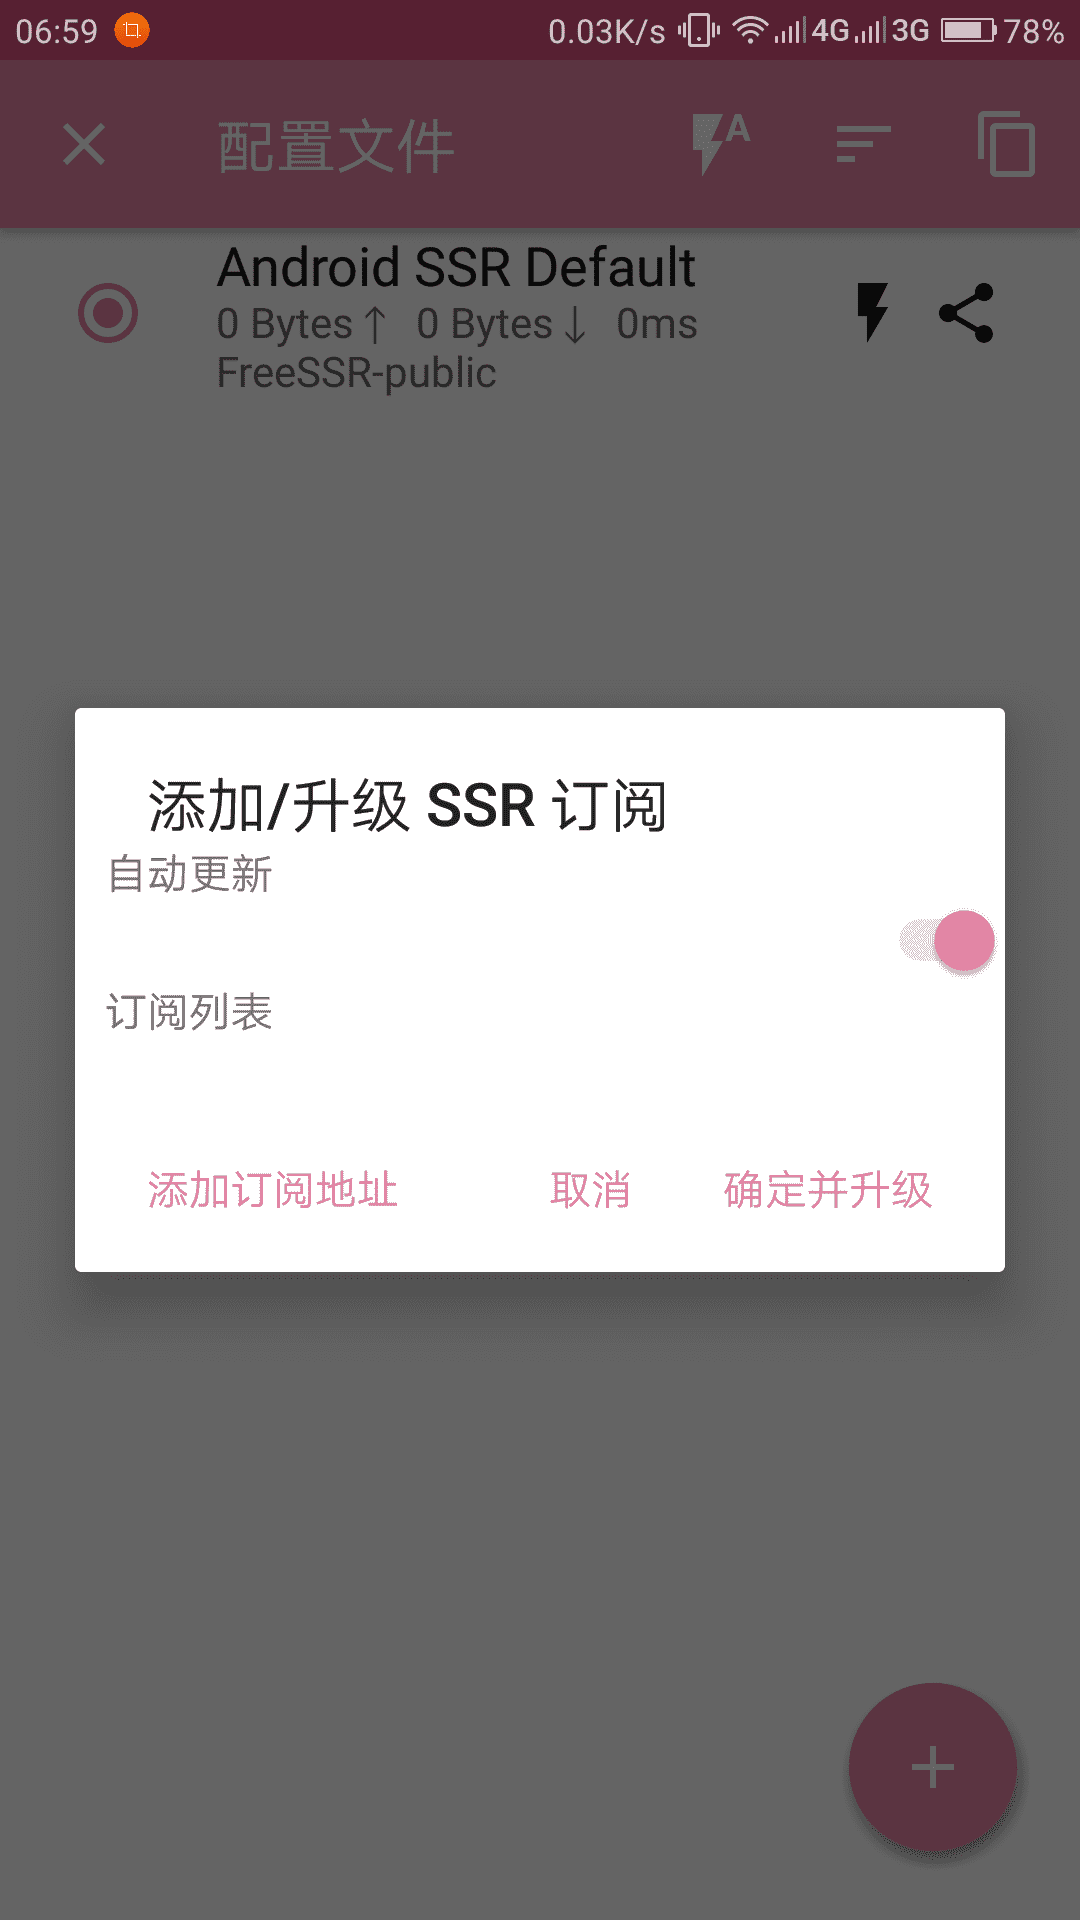 06:59 0.03K/s 4G 3G 78%
配置文件 A
Android SSR Default
0 Bytes↑ 0 Bytes↓ 0ms
FreeSSR-public
添加/升级 SSR 订阅
自动更新
订阅列表
添加订阅地址 取消 确定并升级